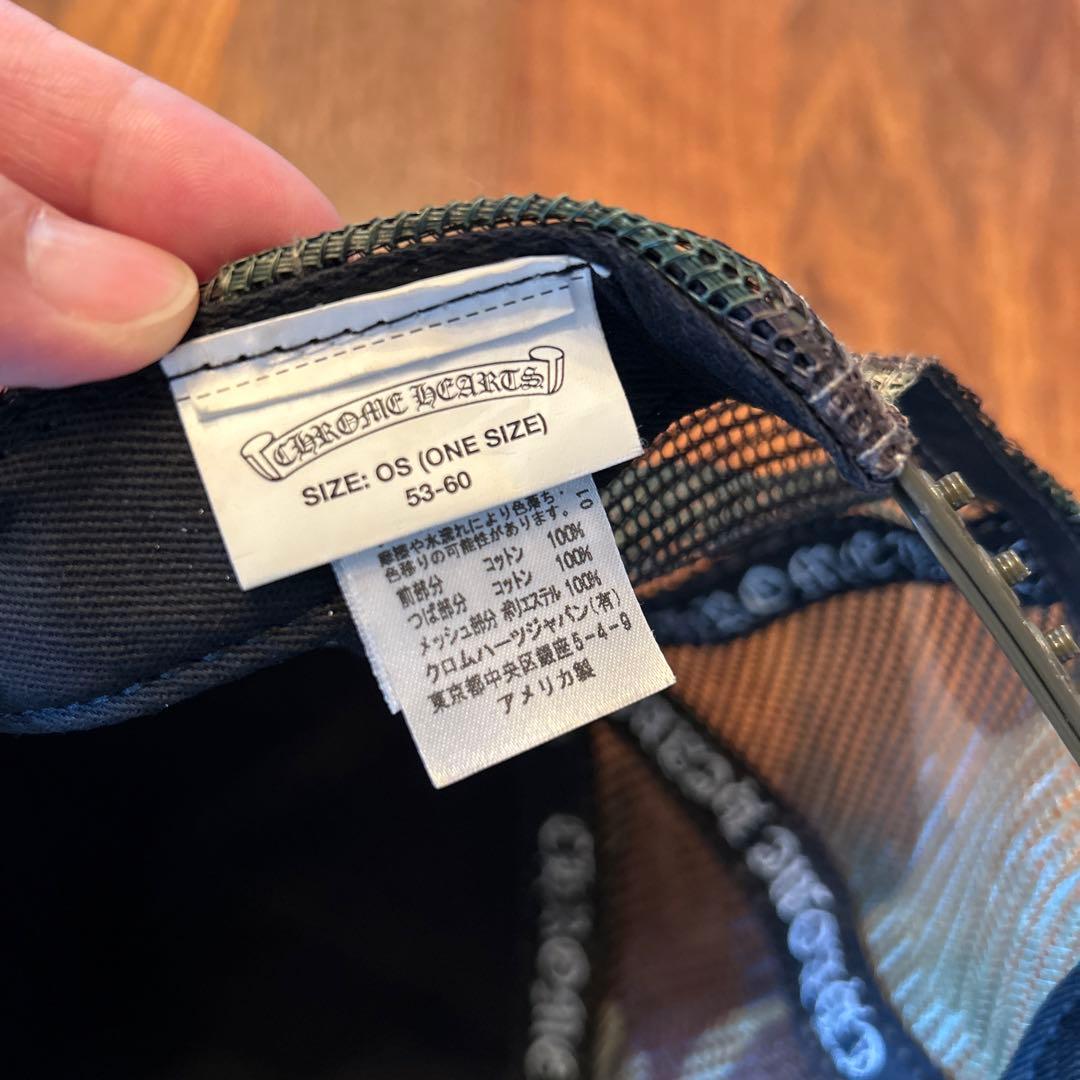 CHROME HEARTS
SIZE: OS (ONE SIZE)
53-60
摩擦や水濡れにより色落ち・
色移りの可能性があります。 01
前部分 コットン 100%
つば部分 コットン 100%
メッシュ部分 ポリエステル 100%
クロムハーツジャパン(有)
東京都中央区銀座5-4-9
アメリカ製
CHROME